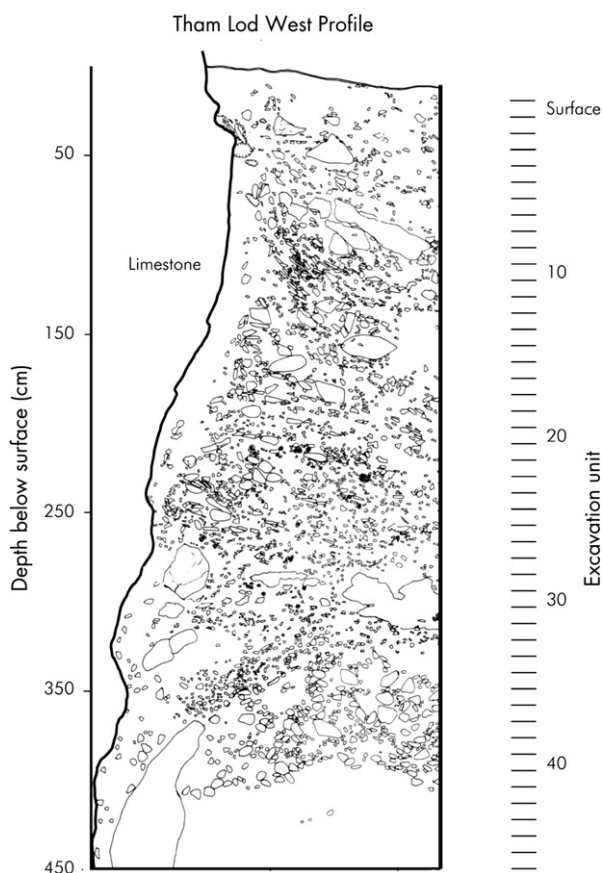 Tham Lod West Profile
Surface
50
Limestone
10
150
Depth below surface (cm)
20
Excavation unit
250
30
350
40
450